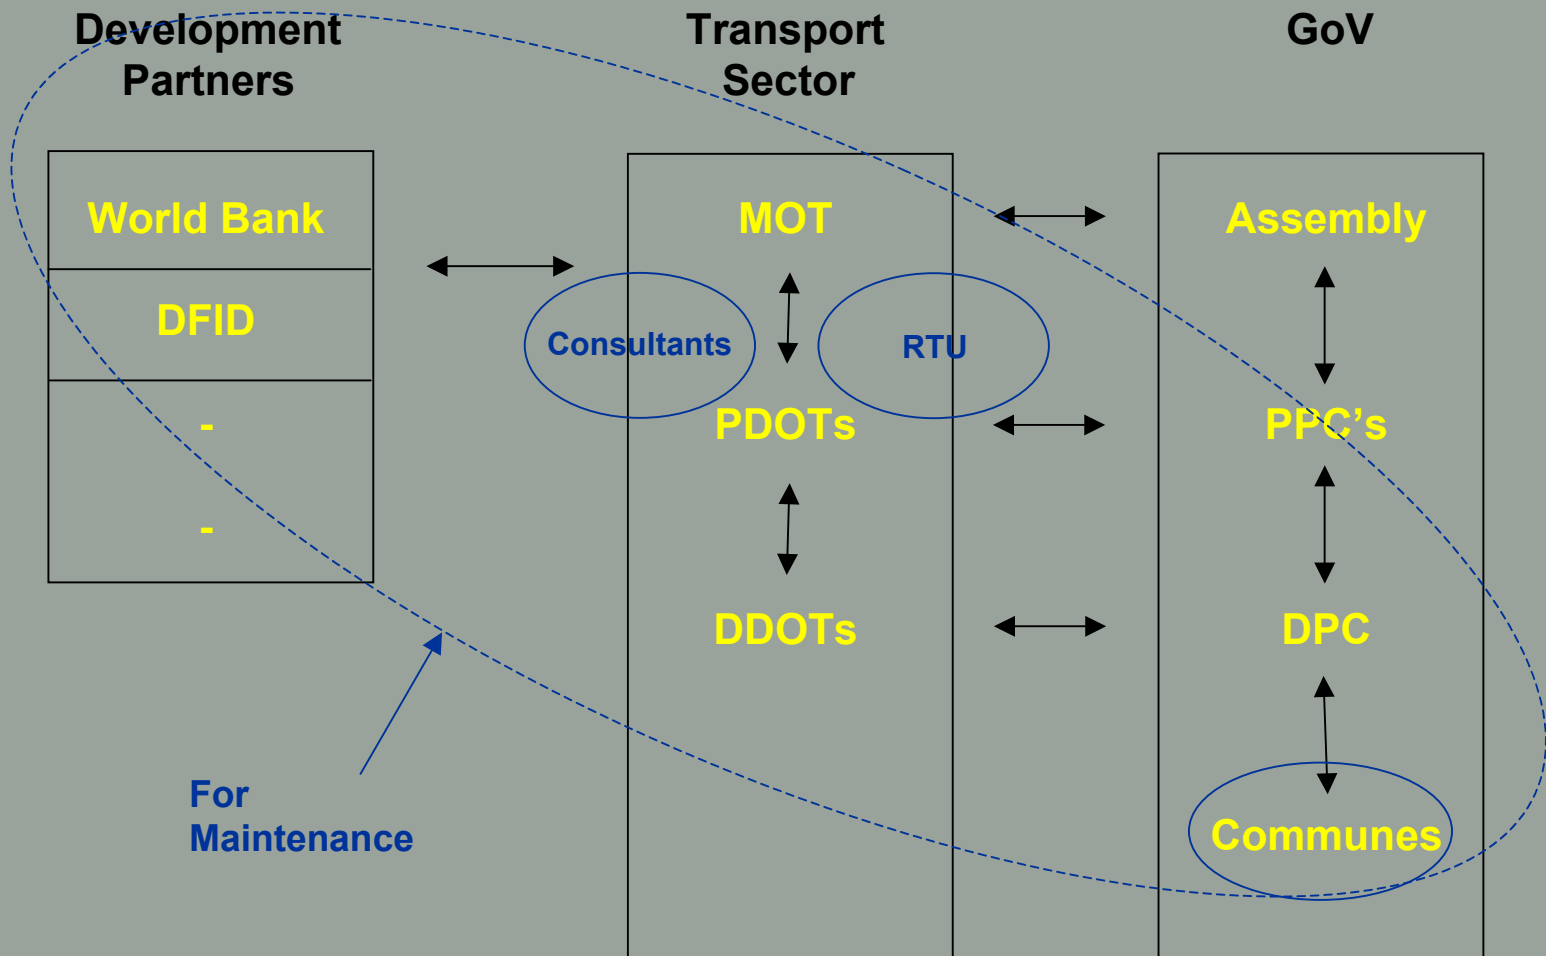 Development
Partners
Transport
Sector
GoV
World Bank
MOT
Assembly
DFID
Consultants
RTU
-
PDOTs
PPC's
-
DDOTs
DPC
For
Maintenance
Communes